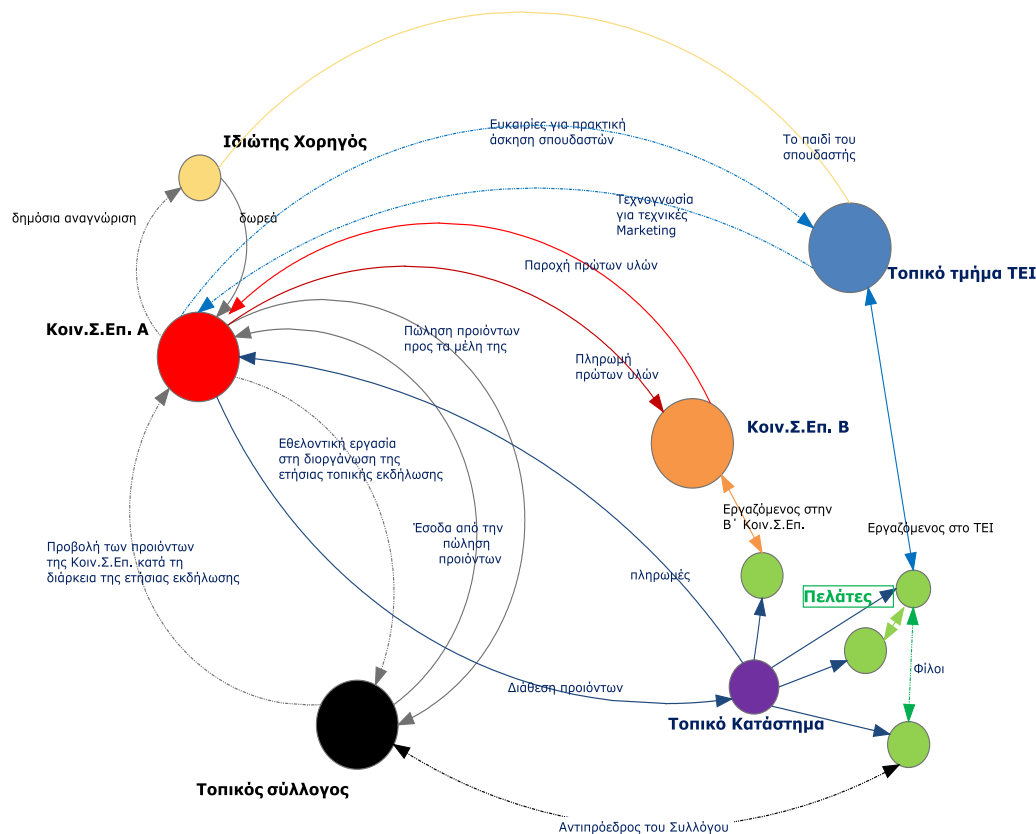 Ευκαιρίες για πρακτική
άσκηση σπουδαστών
Ιδιώτης Χορηγός
Το παιδί του
σπουδαστής
δημόσια αναγνώριση
δωρεά
Τεχνογνωσία
για τεχνικές
Marketing
Παροχή πρώτων υλών
Τοπικό τμήμα ΤΕΙ
Κοιν.Σ.Επ. Α
Πώληση προιόντων
προς τα μέλη της
Πληρωμή
πρώτων υλών
Κοιν.Σ.Επ. Β
Εθελοντική εργασία
στη διοργάνωση της
ετήσιας τοπικής εκδήλωσης
Εργαζόμενος στην
Β΄ Κοιν.Σ.Επ.
Έσοδα από την
πώληση
προιόντων
Εργαζόμενος στο ΤΕΙ
Προβολή των προιόντων
της Κοιν.Σ.Επ. κατά τη
διάρκεια της ετήσιας εκδήλωσης
πληρωμές
Πελάτες
Φίλοι
Διάθεση προιόντων
Τοπικό Κατάστημα
Τοπικός σύλλογος
Αντιπρόεδρος του Συλλόγου